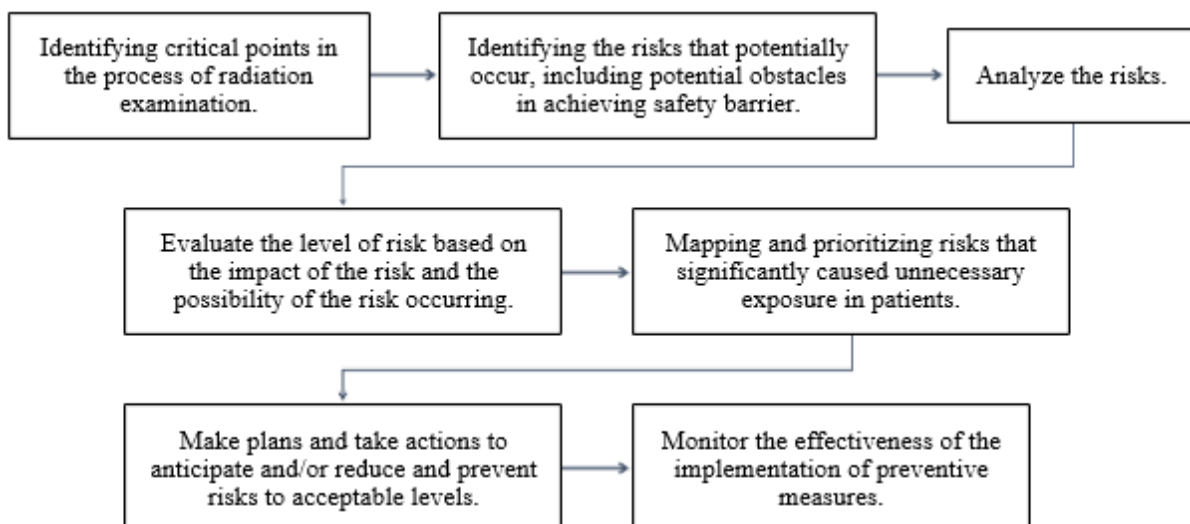 Identifying critical points in
the process of radiation
examination.
Identifying the risks that potentially
occur, including potential obstacles
in achieving safety barrier.
Analyze the risks.
Evaluate the level of risk based on
the impact of the risk and the
possibility of the risk occurring.
Mapping and prioritizing risks that
significantly caused unnecessary
exposure in patients.
Make plans and take actions to
anticipate and/or reduce and prevent
risks to acceptable levels.
Monitor the effectiveness of the
implementation of preventive
measures.